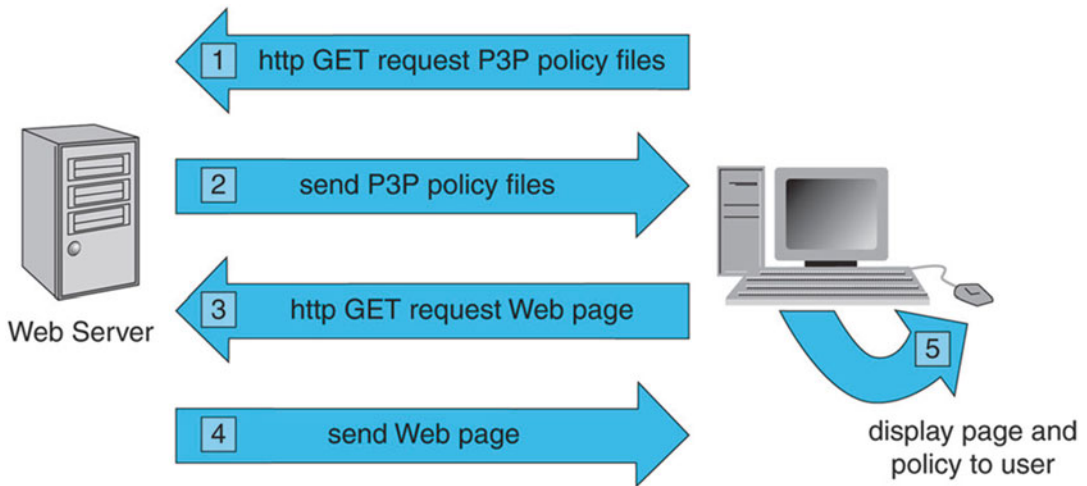 1 http GET request P3P policy files
2 send P3P policy files
3 http GET request Web page
Web Server
4 send Web page
5
display page and
policy to user